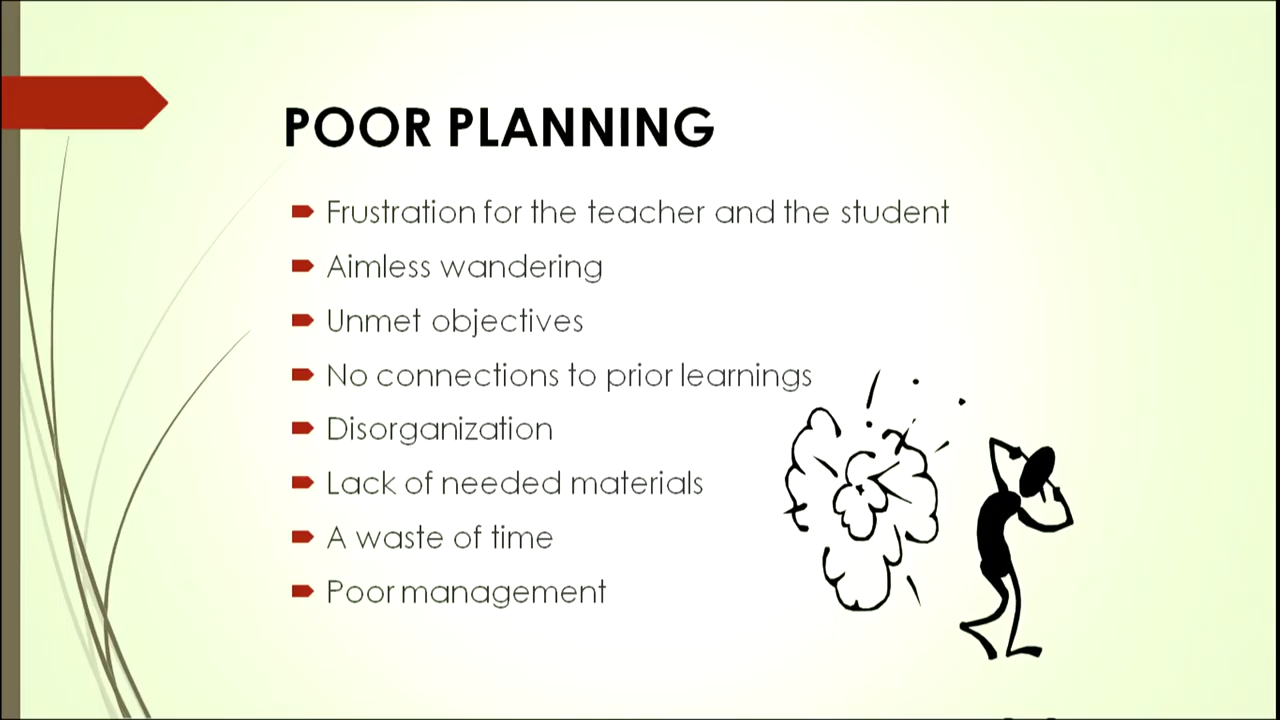 POOR PLANNING
Frustration for the teacher and the student
Aimless wandering
Unmet objectives
No connections to prior learnings
Disorganization
Lack of needed materials
A waste of time
Poor management